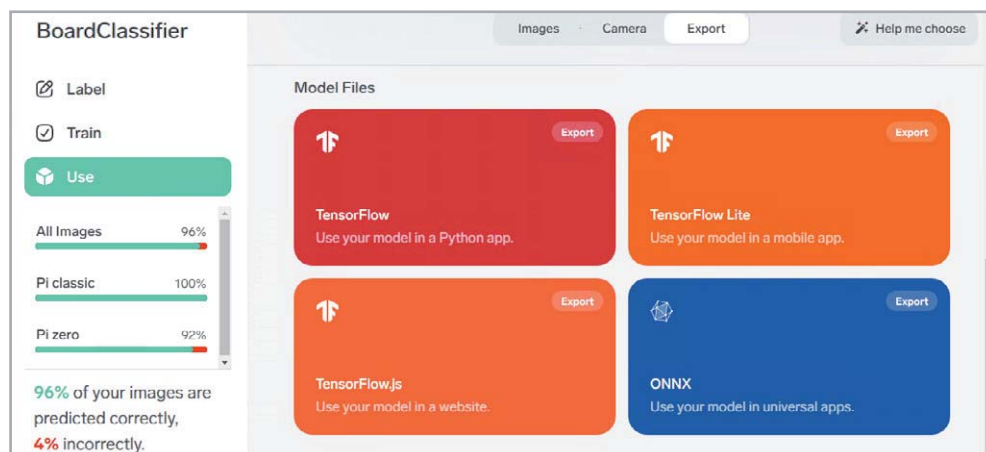 BoardClassifier
Label
Train
Use
All Images 96%
Pi classic 100%
Pi zero 92%
96% of your images are
predicted correctly,
4% incorrectly.
Images Camera Export
Help me choose
Model Files
Export
TensorFlow
Use your model in a Python app.
Export
TensorFlow Lite
Use your model in a mobile app.
Export
TensorFlow.js
Use your model in a website.
Export
ONNX
Use your model in universal apps.